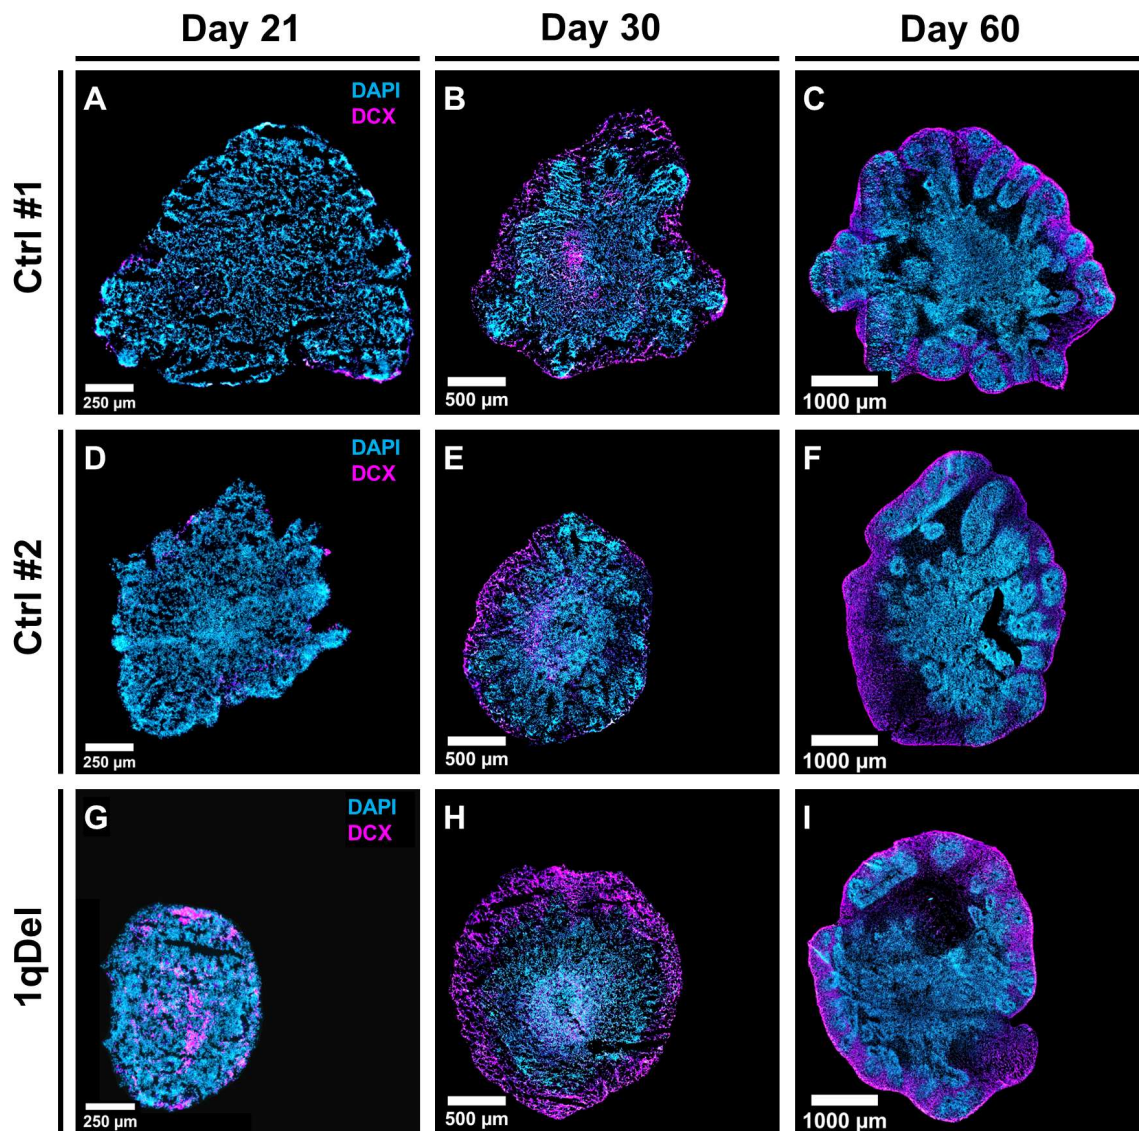 Day 21 Day 30 Day 60
Ctrl #1
A DAPI B C
DCX
250 µm 500 µm 1000 µm
Ctrl #2
D DAPI E F
DCX
250 µm 500 µm 1000 µm
1qDel
G DAPI H I
DCX
250 µm 500 µm 1000 µm